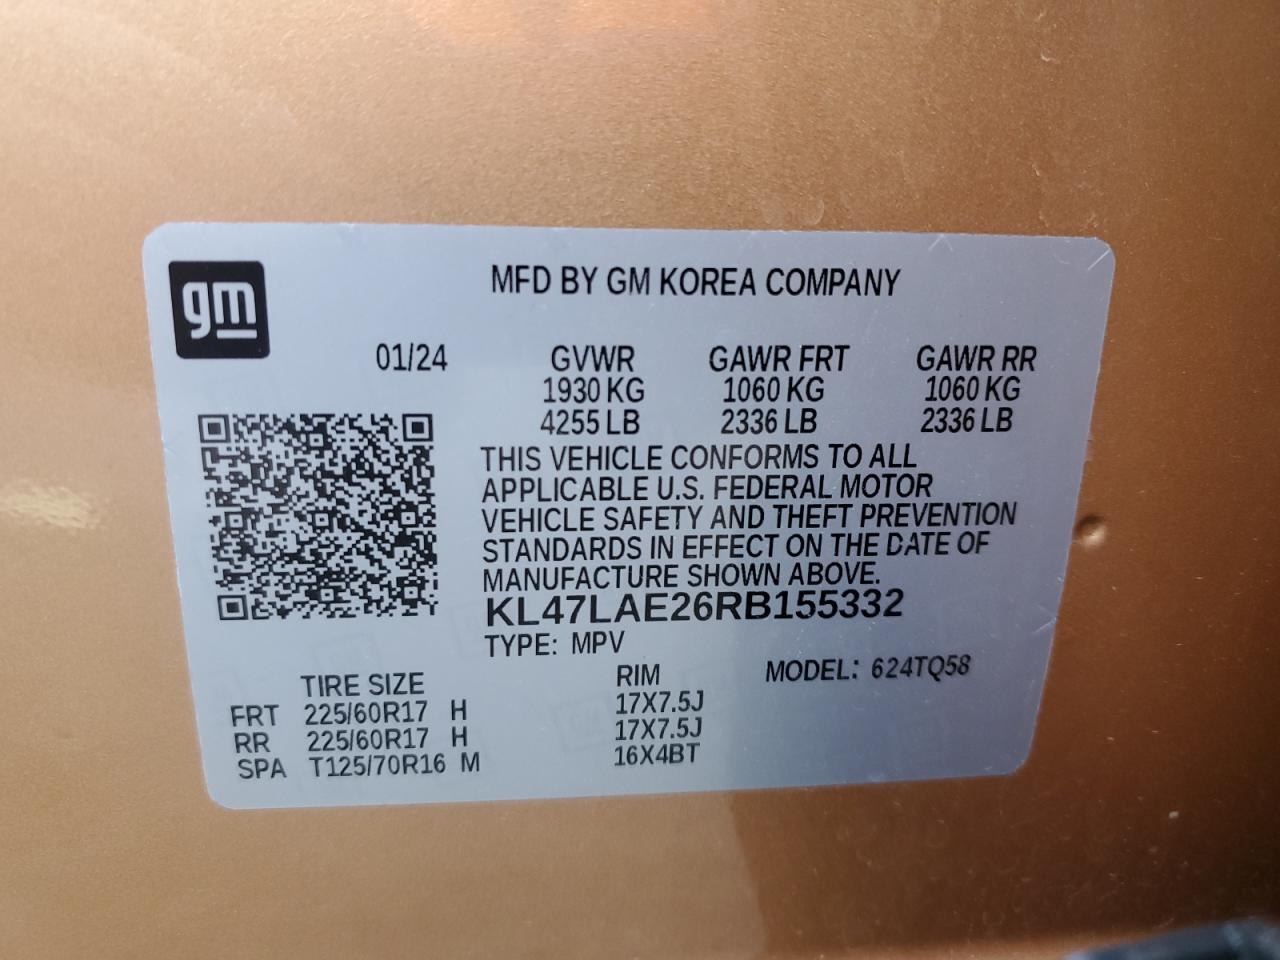 gm
MFD BY GM KOREA COMPANY
01/24 GVWR GAWR FRT GAWR RR
1930 KG 1060 KG 1060 KG
4255 LB 2336 LB 2336 LB
THIS VEHICLE CONFORMS TO ALL
APPLICABLE U.S. FEDERAL MOTOR
VEHICLE SAFETY AND THEFT PREVENTION
STANDARDS IN EFFECT ON THE DATE OF
MANUFACTURE SHOWN ABOVE.
KL47LAE26RB155332
TYPE: MPV
TIRE SIZE RIM MODEL: 624TQ58
FRT 225/60R17 H 17X7.5J
RR 225/60R17 H 17X7.5J
SPA T125/70R16 M 16X4BT